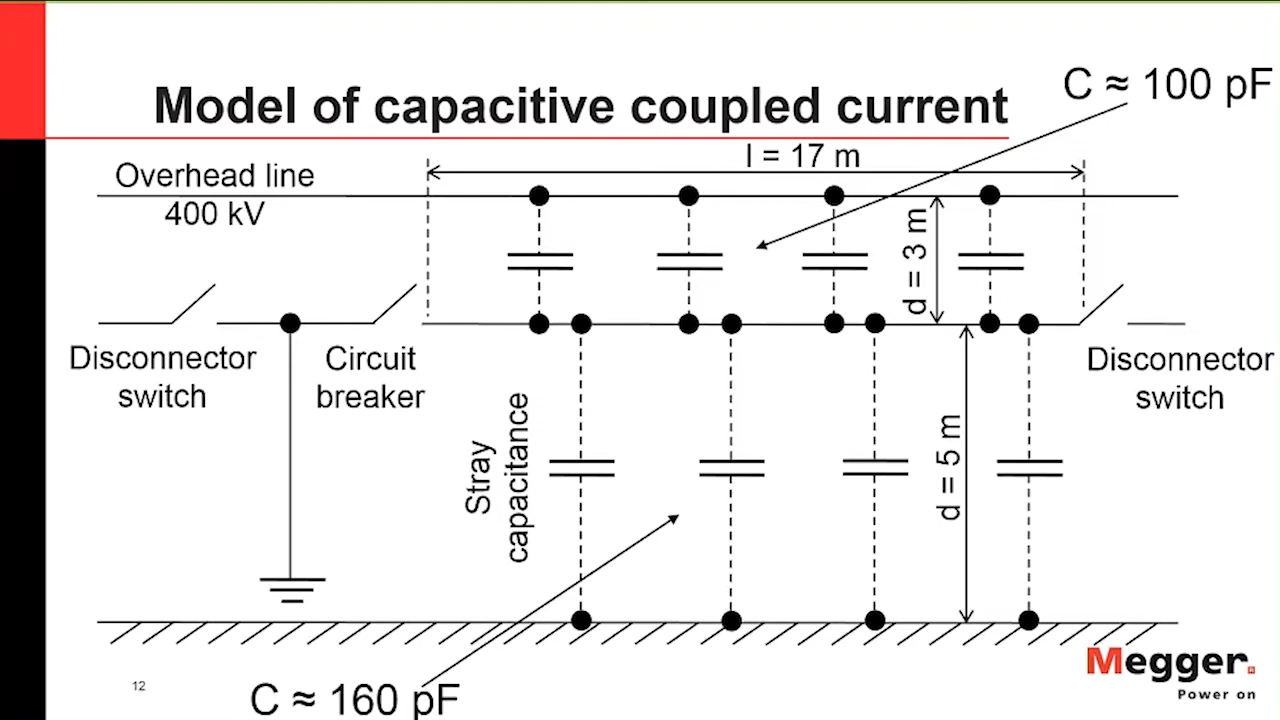 Model of capacitive coupled current
C ≈ 100 pF
l = 17 m
Overhead line
400 kV
d = 3 m
Disconnector
switch
Circuit
breaker
Disconnector
switch
Stray
capacitance
d = 5 m
C ≈ 160 pF
12
Megger
Power on